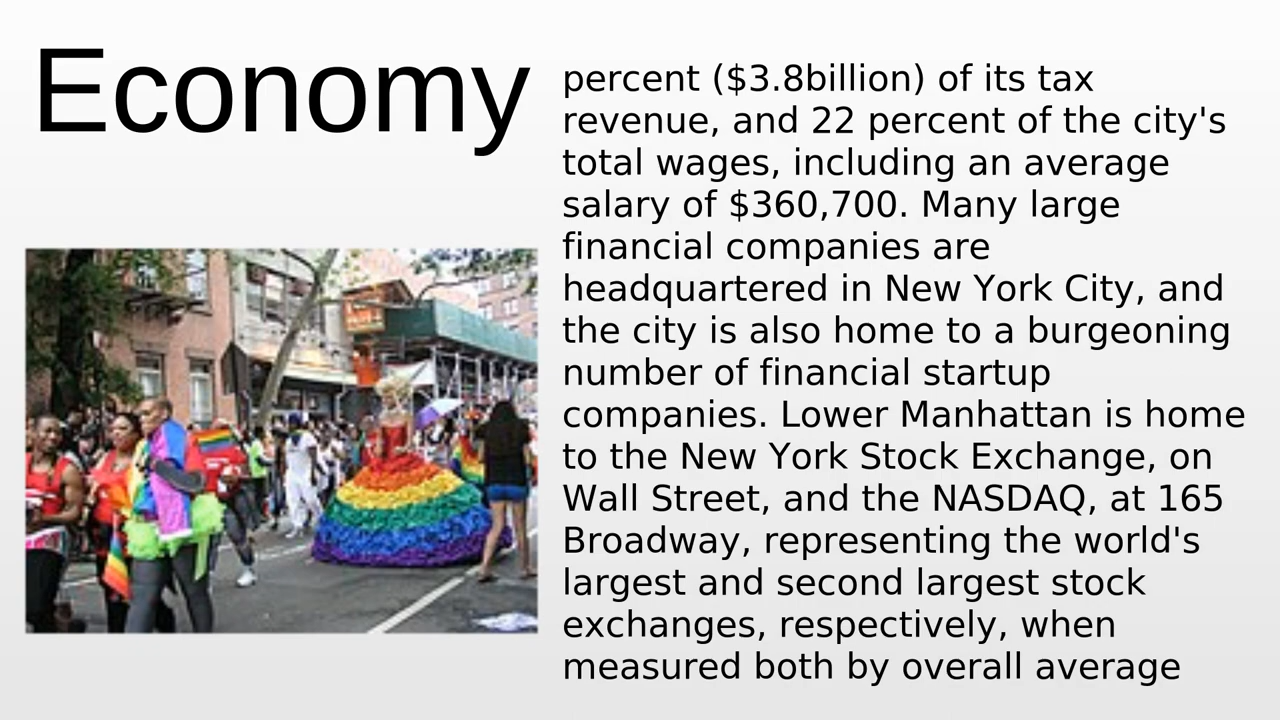 Economy
percent ($3.8billion) of its tax
revenue, and 22 percent of the city's
total wages, including an average
salary of $360,700. Many large
financial companies are
headquartered in New York City, and
the city is also home to a burgeoning
number of financial startup
companies. Lower Manhattan is home
to the New York Stock Exchange, on
Wall Street, and the NASDAQ, at 165
Broadway, representing the world's
largest and second largest stock
exchanges, respectively, when
measured both by overall average